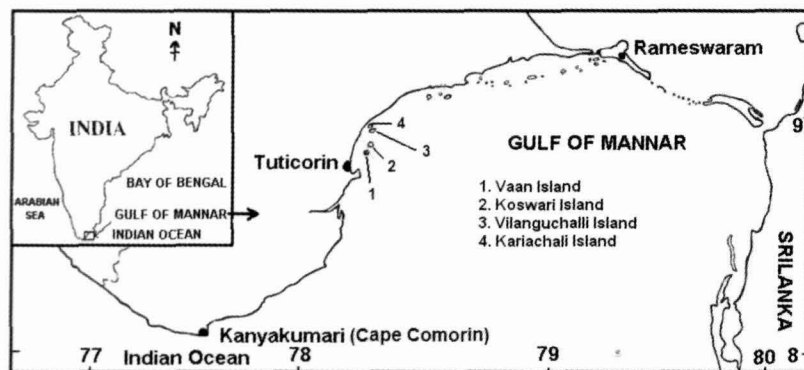 N
INDIA
BAY OF BENGAL
ARABIAN
SEA
GULF OF MANNAR
INDIAN OCEAN
Rameswaram
4
3
2
1
Tuticorin
GULF OF MANNAR
9
1. Vaan Island
2. Koswari Island
3. Vilanguchalli Island
4. Kariachali Island
SRILANKA
Kanyakumari (Cape Comorin)
77
Indian Ocean
78
79
80
8